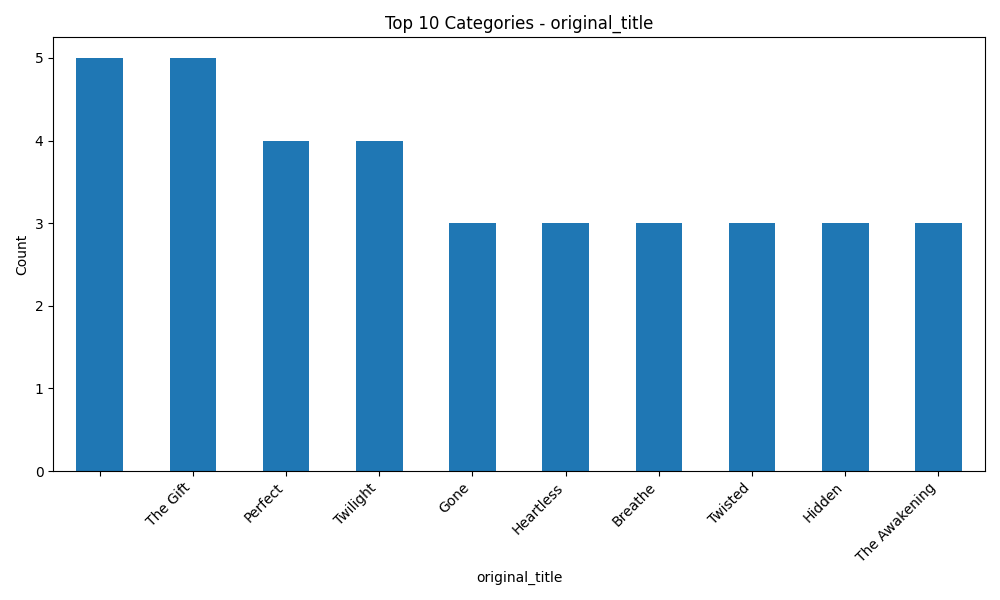 Top 10 Categories - original_title
Count
5
4
3
2
1
0
The Gift
Perfect
Twilight
Gone
Heartless
Breathe
Twisted
Hidden
The Awakening
original_title